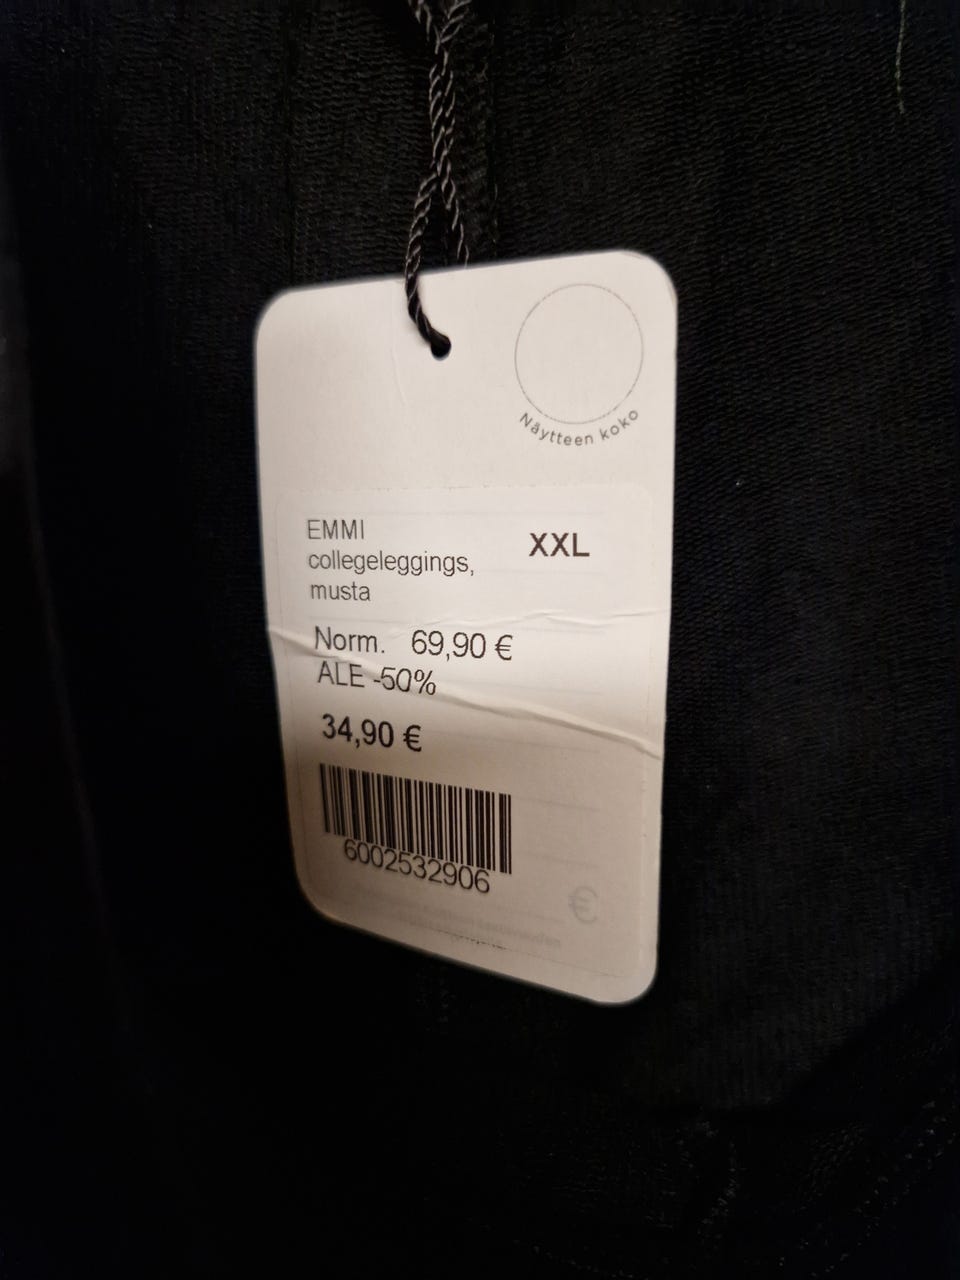 Näytteen koko
EMMI
collegeleggings,
musta
XXL
Norm. 69,90 €
ALE -50%
34,90 €
6002532906
€